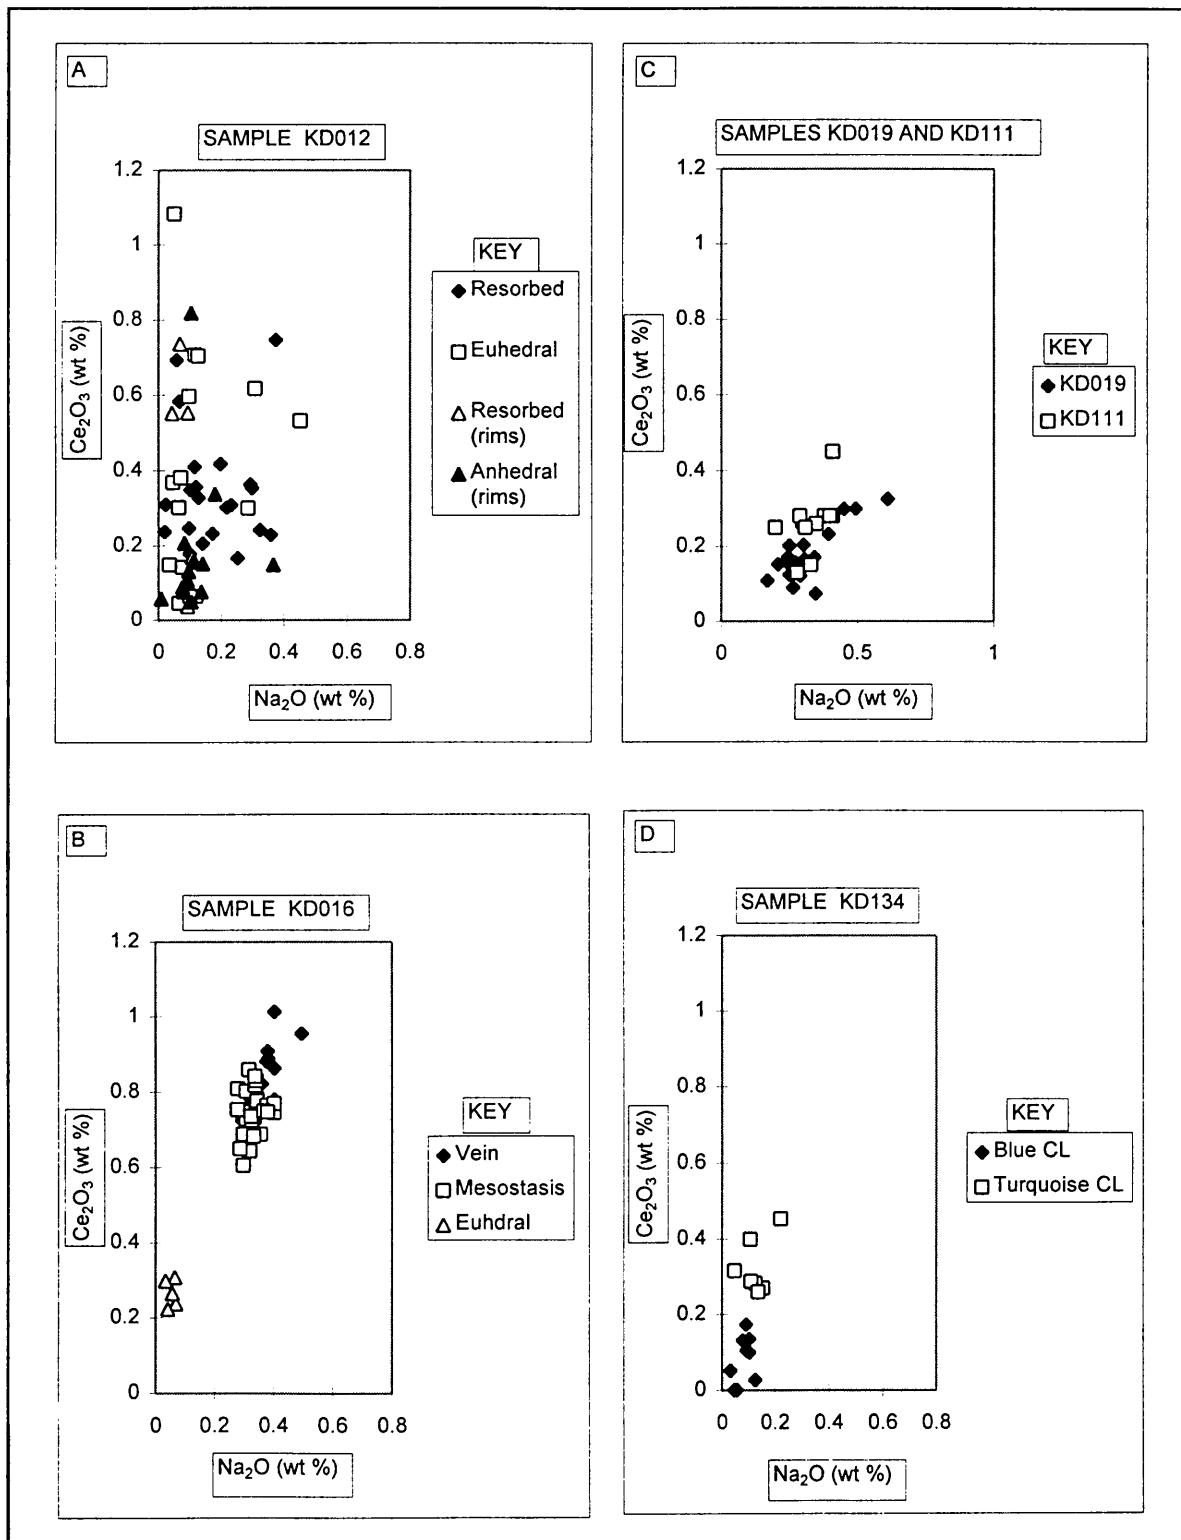 A
SAMPLE KD012
1.2
1
0.8
0.6
0.4
0.2
0
Ce₂O₃ (wt %)
0 0.2 0.4 0.6 0.8
Na₂O (wt %)
KEY
Resorbed
Euhedral
Resorbed
(rims)
Anhedral
(rims)
C
SAMPLES KD019 AND KD111
1.2
1
0.8
0.6
0.4
0.2
0
Ce₂O₃ (wt %)
0 0.5 1
Na₂O (wt %)
KEY
KD019
KD111
B
SAMPLE KD016
1.2
1
0.8
0.6
0.4
0.2
0
Ce₂O₃ (wt %)
0 0.2 0.4 0.6 0.8
Na₂O (wt %)
KEY
Vein
Mesostasis
Euhdral
D
SAMPLE KD134
1.2
1
0.8
0.6
0.4
0.2
0
Ce₂O₃ (wt %)
0 0.2 0.4 0.6 0.8
Na₂O (wt %)
KEY
Blue CL
Turquoise CL